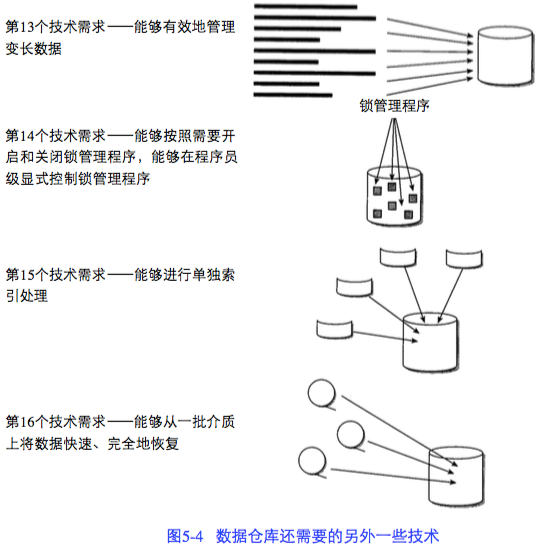 第13个技术需求——能够有效地管理
变长数据
锁管理程序
第14个技术需求——能够按照需要开
启和关闭锁管理程序，能够在程序员
级显式控制锁管理程序
第15个技术需求——能够进行单独索
引处理
第16个技术需求——能够从一批介质
上将数据快速、完全地恢复
图5-4 数据仓库还需要的另外一些技术